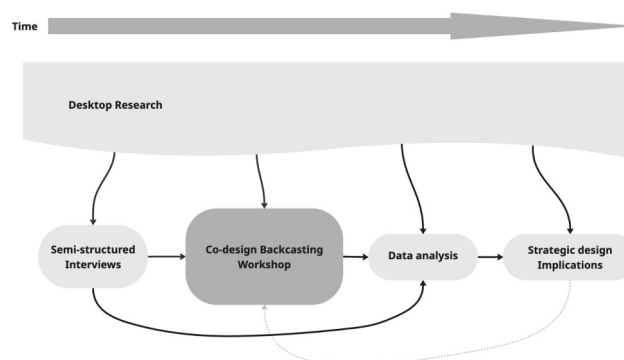 Time
Desktop Research
Semi-structured
Interviews
Co-design Backcasting
Workshop
Data analysis
Strategic design
Implications